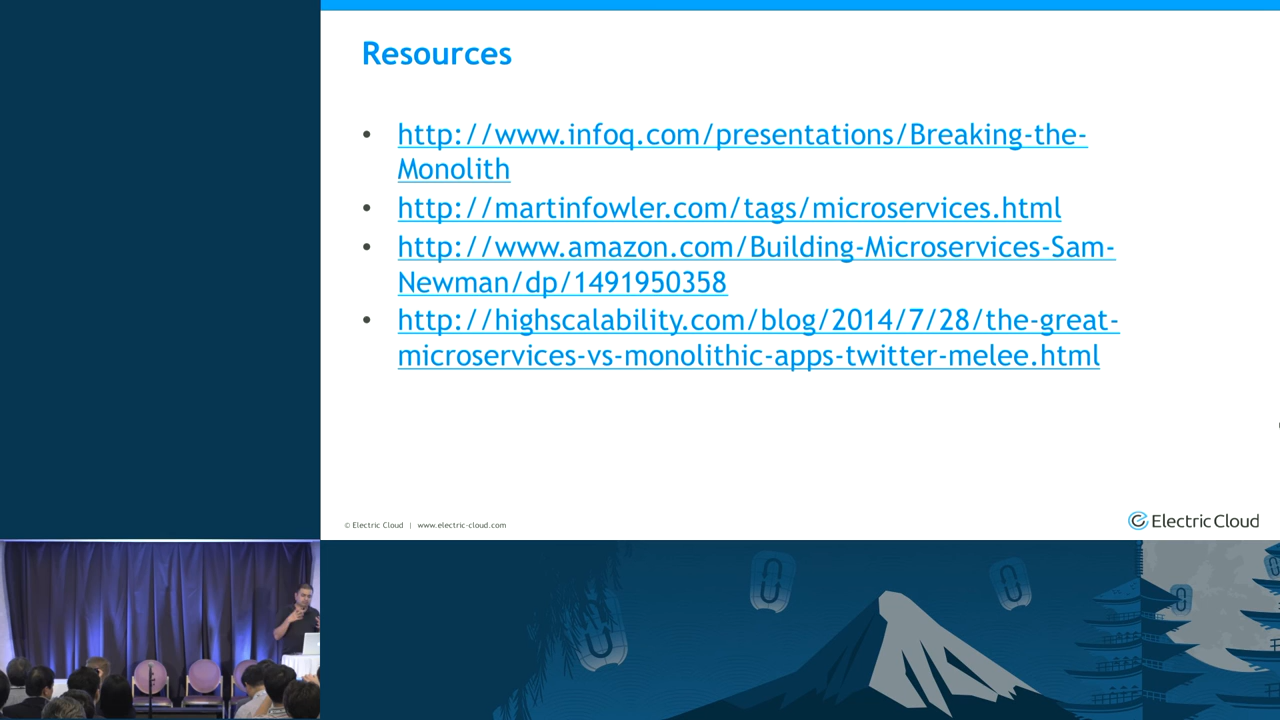 Resources
• http://www.infoq.com/presentations/Breaking-the-
Monolith
• http://martinfowler.com/tags/microservices.html
• http://www.amazon.com/Building-Microservices-Sam-
Newman/dp/1491950358
• http://highscalability.com/blog/2014/7/28/the-great-
microservices-vs-monolithic-apps-twitter-melee.html
© Electric Cloud | www.electric-cloud.com
Electric Cloud